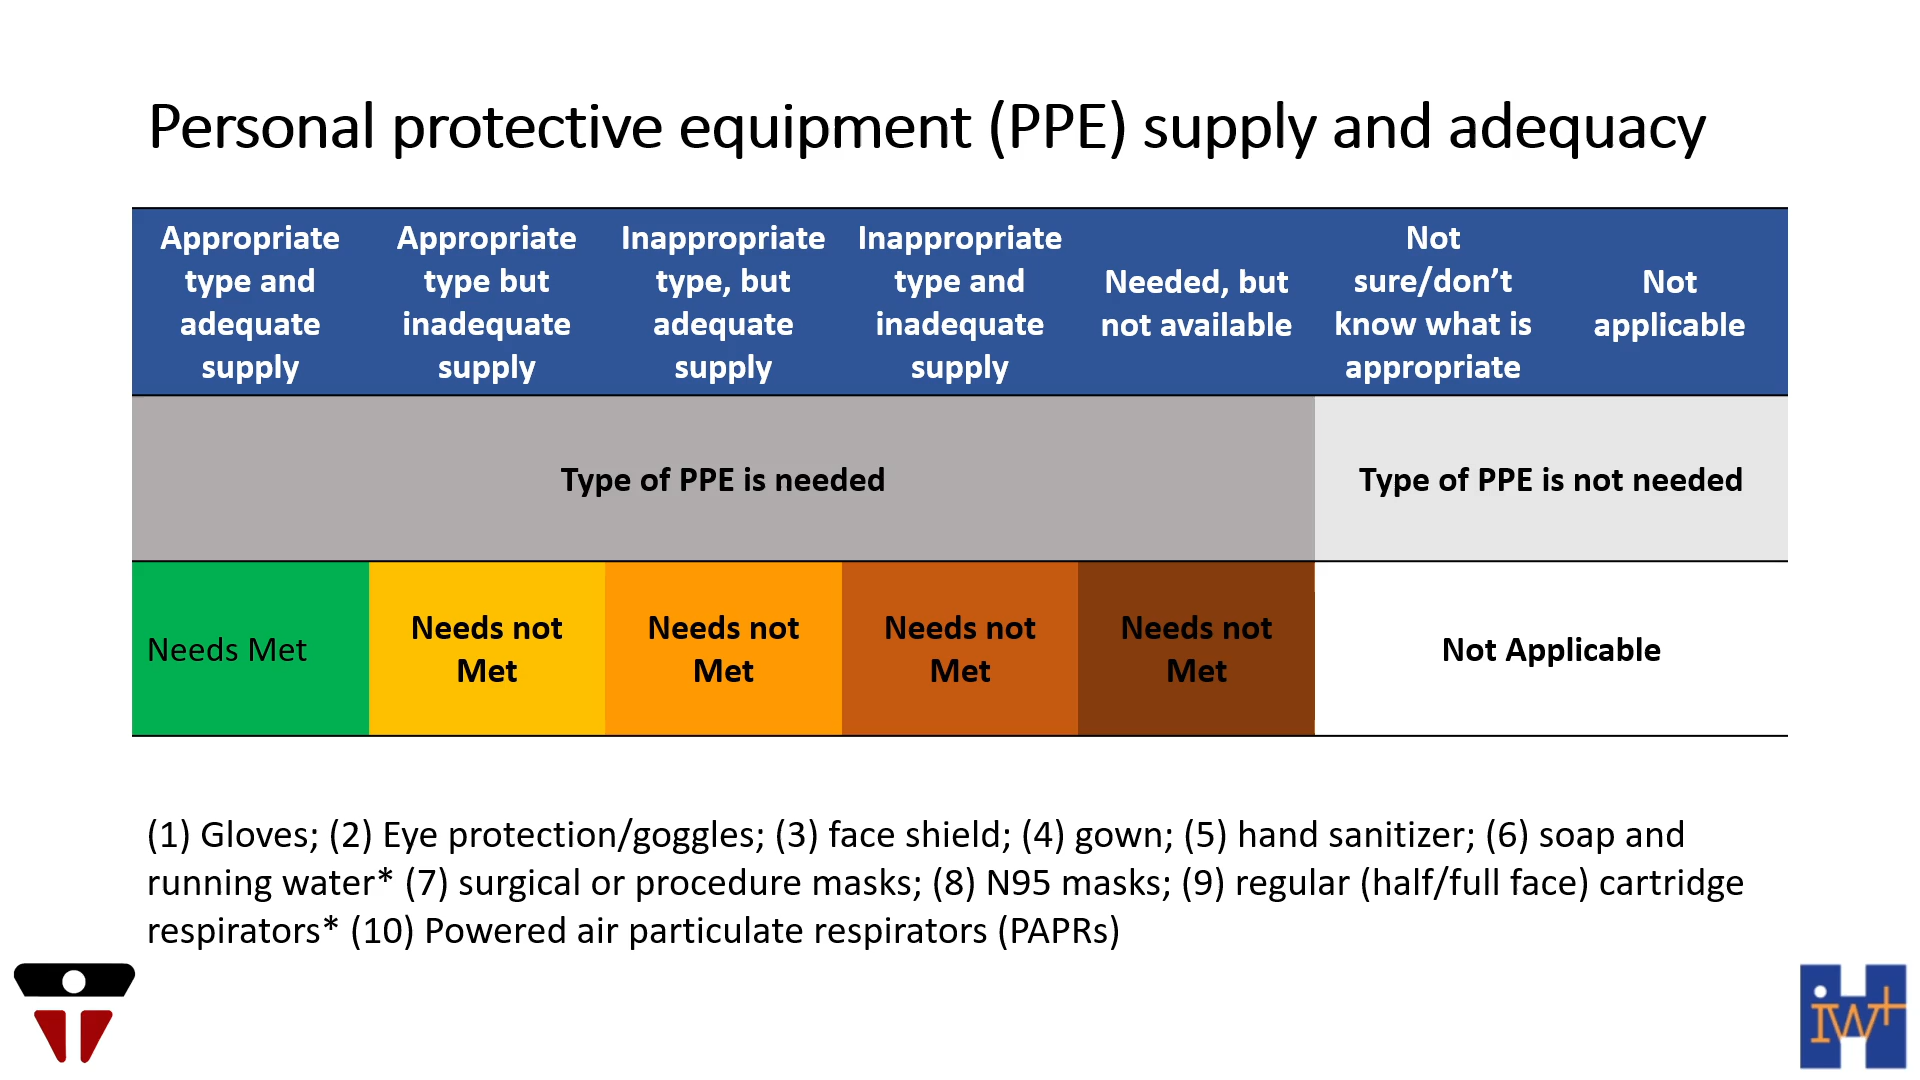 Personal protective equipment (PPE) supply and adequacy
Appropriate
type and
adequate
supply
Appropriate
type but
inadequate
supply
Inappropriate
type, but
adequate
supply
Inappropriate
type and
inadequate
supply
Needed, but
not available
Not
sure/don’t
know what is
appropriate
Not
applicable
Type of PPE is needed
Type of PPE is not needed
Needs Met
Needs not
Met
Needs not
Met
Needs not
Met
Needs not
Met
Not Applicable
(1) Gloves; (2) Eye protection/goggles; (3) face shield; (4) gown; (5) hand sanitizer; (6) soap and
running water* (7) surgical or procedure masks; (8) N95 masks; (9) regular (half/full face) cartridge
respirators* (10) Powered air particulate respirators (PAPRs)
iw+
H